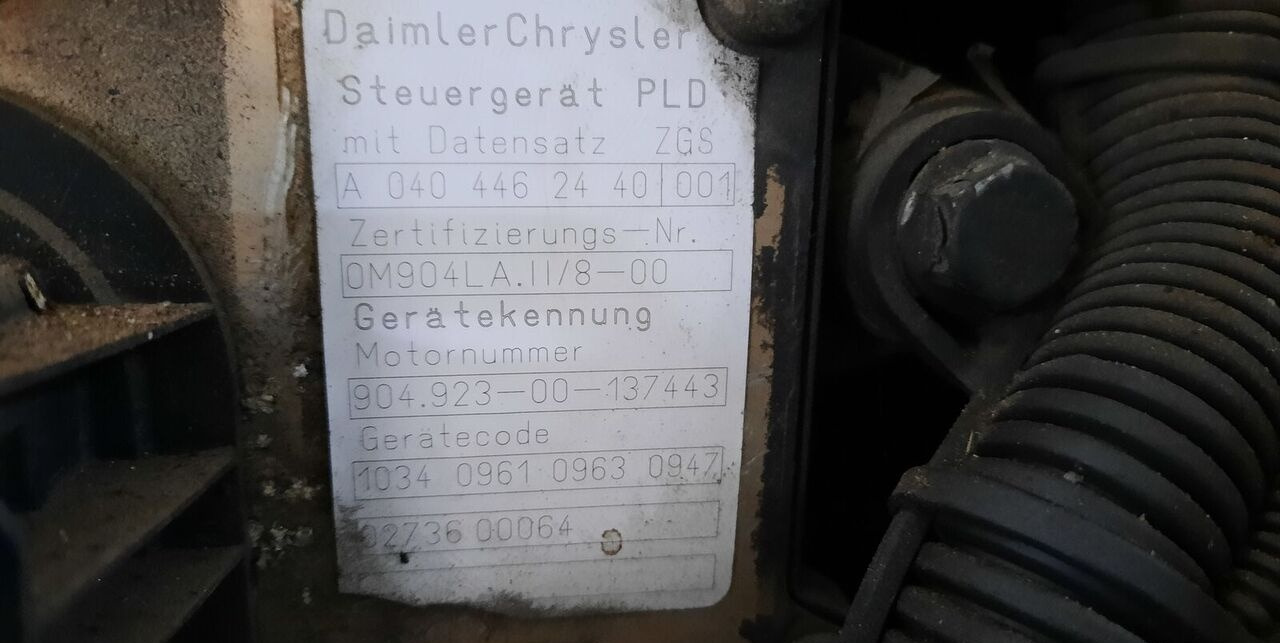 DaimlerChrysler
Steuergerät PLD
mit Datensatz ZGS
A 040 446 24 40 001
Zertifizierungs-Nr.
OM904LA.II/8-00
Gerätekennung
Motornummer
904.923-00-137443
Gerätecode
1034 0961 0963 0947
02736 00064